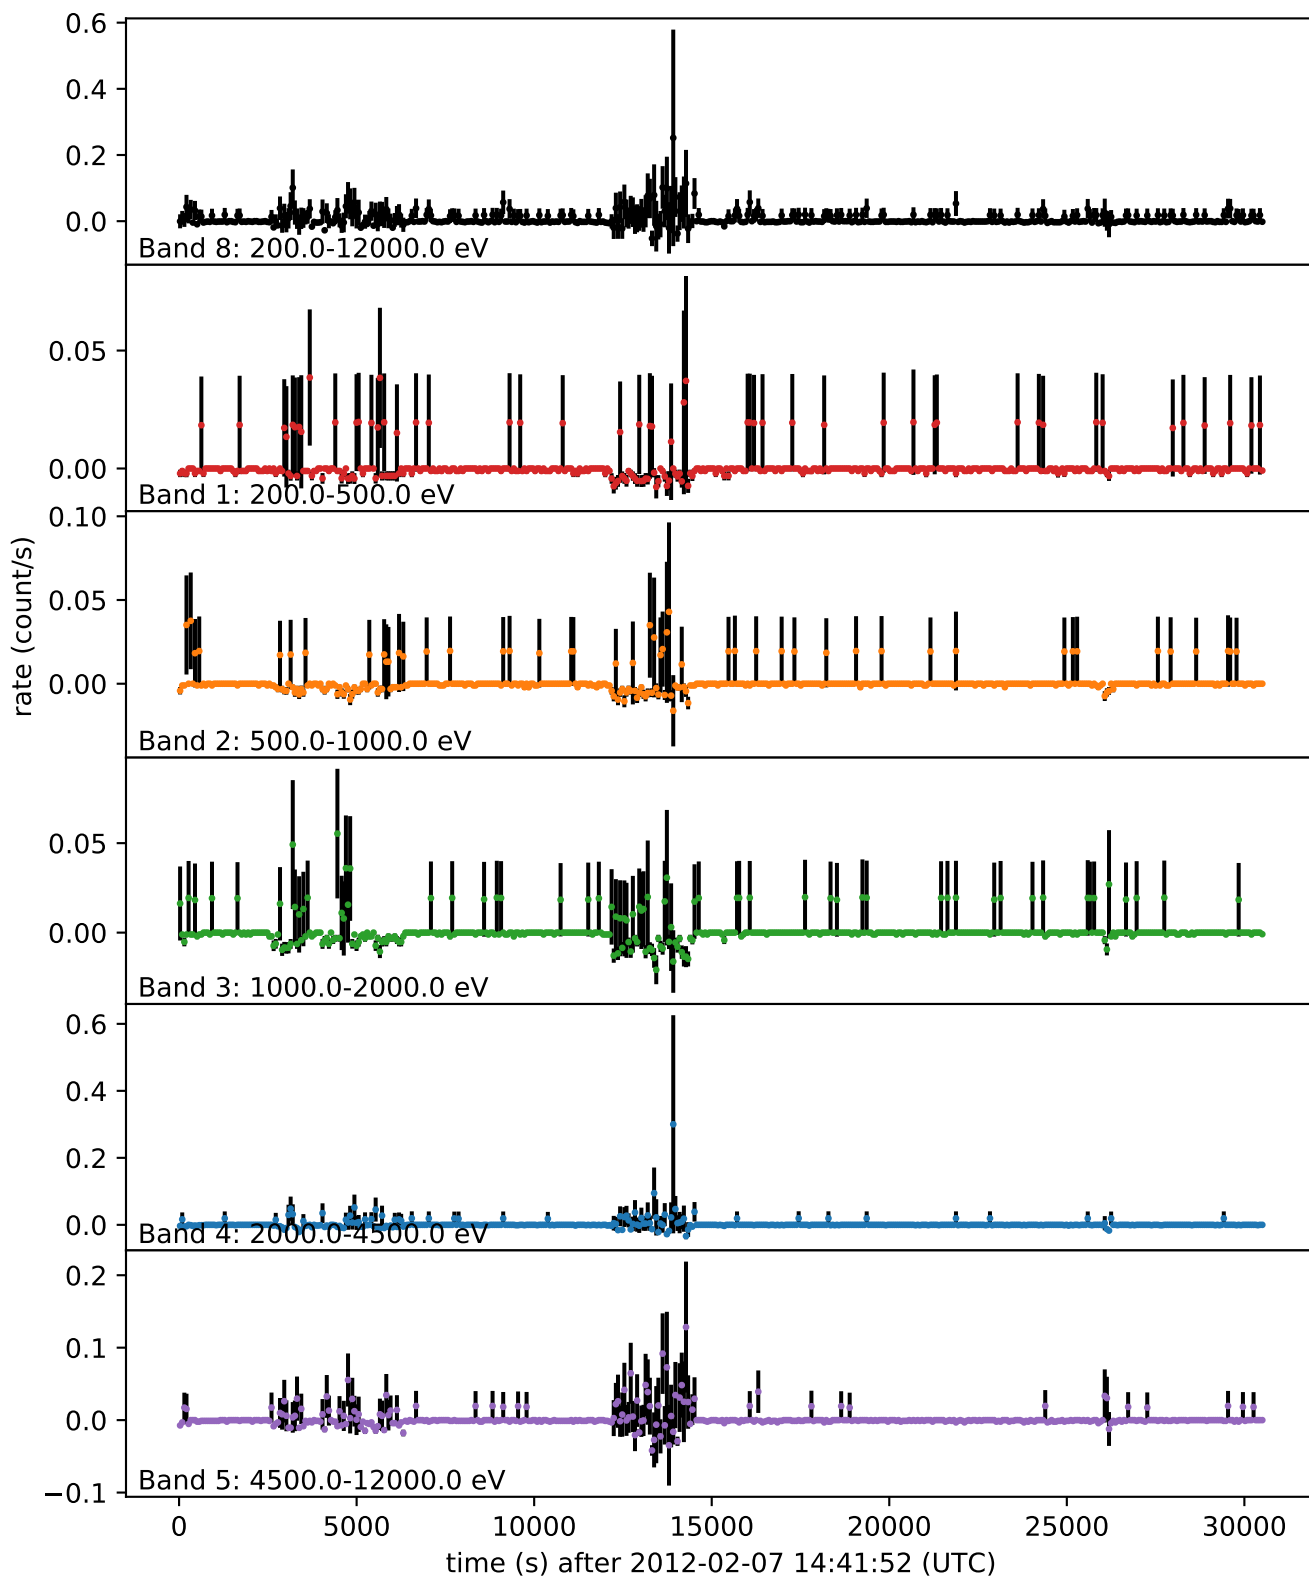 0.6
0.4
0.2
0.0
Band 8: 200.0-12000.0 eV
0.05
0.00
Band 1: 200.0-500.0 eV
rate (count/s)
0.10
0.05
0.00
Band 2: 500.0-1000.0 eV
0.05
0.00
Band 3: 1000.0-2000.0 eV
0.6
0.4
0.2
0.0
Band 4: 2000.0-4500.0 eV
0.2
0.1
0.0
−0.1
Band 5: 4500.0-12000.0 eV
0 5000 10000 15000 20000 25000 30000
time (s) after 2012-02-07 14:41:52 (UTC)